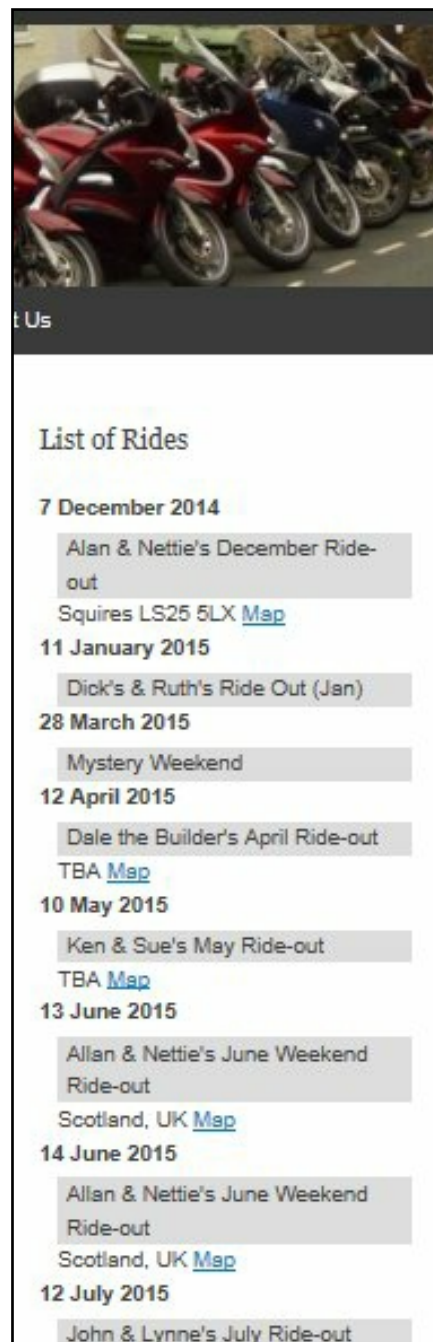 t Us
List of Rides
7 December 2014
Alan & Nettie's December Ride-
out
Squires LS25 5LX Map
11 January 2015
Dick's & Ruth's Ride Out (Jan)
28 March 2015
Mystery Weekend
12 April 2015
Dale the Builder's April Ride-out
TBA Map
10 May 2015
Ken & Sue's May Ride-out
TBA Map
13 June 2015
Allan & Nettie's June Weekend
Ride-out
Scotland, UK Map
14 June 2015
Allan & Nettie's June Weekend
Ride-out
Scotland, UK Map
12 July 2015
John & Lynne's July Ride-out